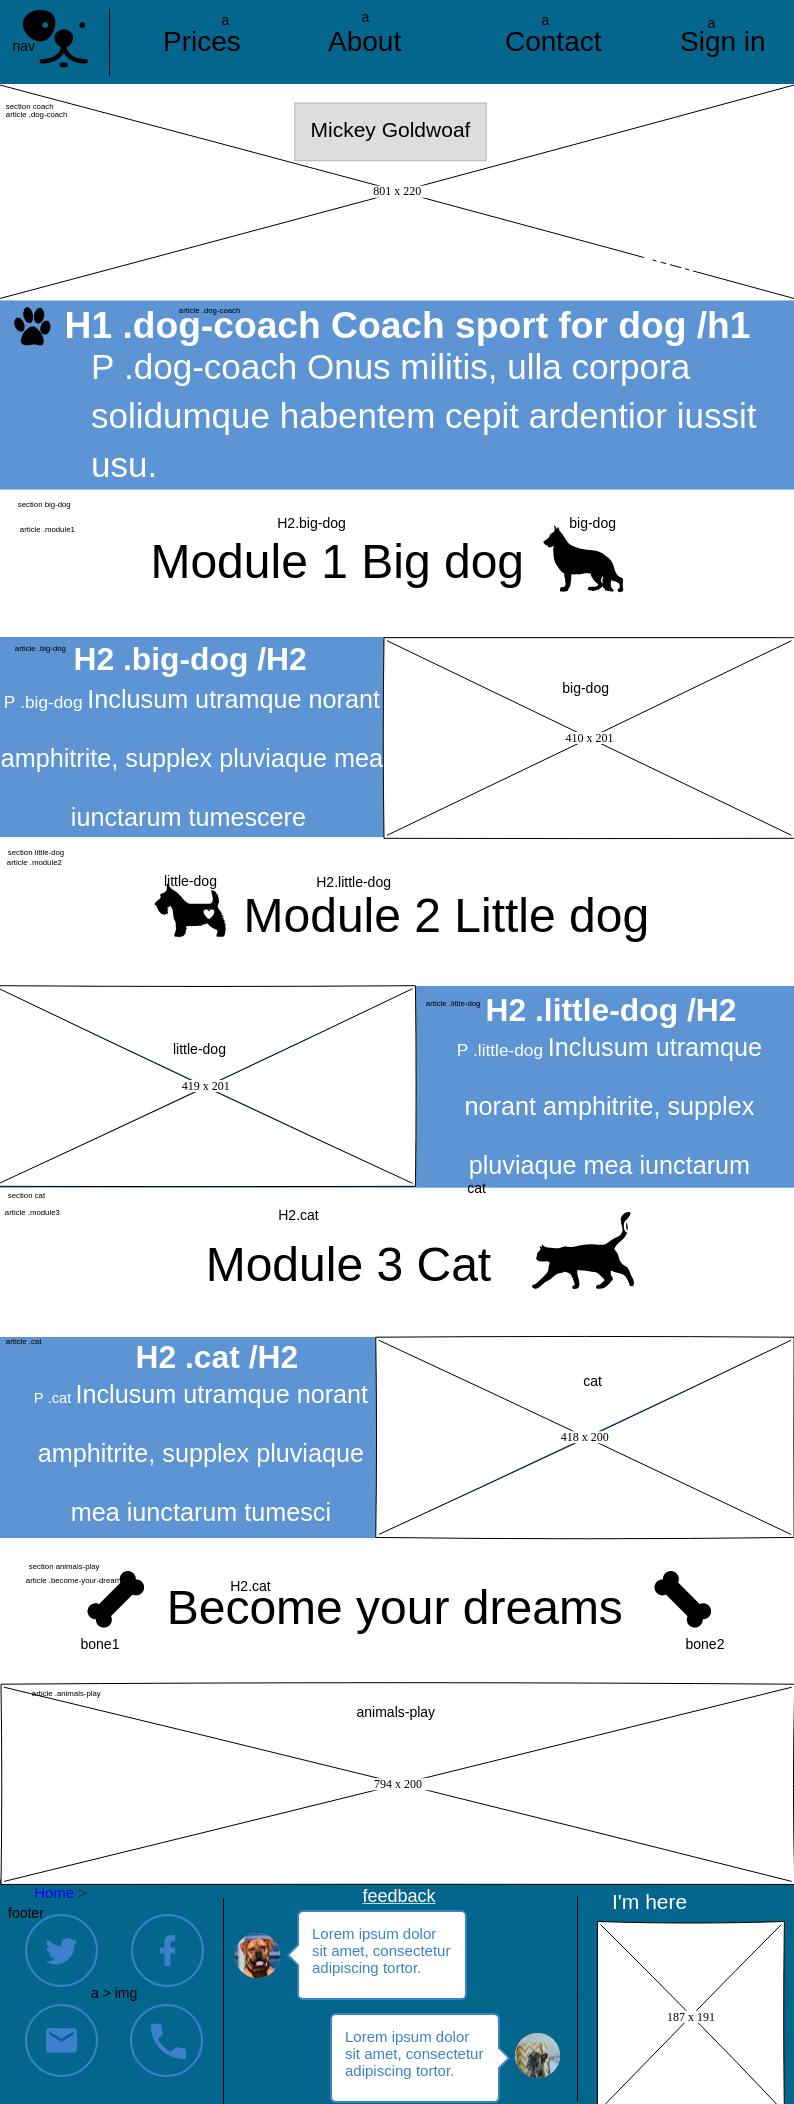 nav
a
Prices
a
About
a
Contact
a
Sign in
section coach
article .dog-coach
Mickey Goldwoaf
801 x 220
article .dog-coach
H1 .dog-coach Coach sport for dog /h1
P .dog-coach Onus militis, ulla corpora
solidumque habentem cepit ardentior iussit
usu.
section big-dog
article .module1
H2.big-dog
big-dog
Module 1 Big dog
article .big-dog
H2 .big-dog /H2
P .big-dog Inclusum utramque norant
amphitrite, supplex pluviaque mea
iunctarum tumescere
big-dog
410 x 201
section little-dog
article .module2
little-dog
H2.little-dog
Module 2 Little dog
little-dog
419 x 201
article .little-dog
H2 .little-dog /H2
P .little-dog Inclusum utramque
norant amphitrite, supplex
pluviaque mea iunctarum
cat
section cat
article .module3
H2.cat
Module 3 Cat
article .cat
H2 .cat /H2
P .cat Inclusum utramque norant
amphitrite, supplex pluviaque
mea iunctarum tumesci
cat
418 x 200
section animals-play
article .become-your-dream
H2.cat
Become your dreams
bone1
bone2
article .animals-play
animals-play
794 x 200
Home >
footer
a > img
feedback
Lorem ipsum dolor
sit amet, consectetur
adipiscing tortor.
Lorem ipsum dolor
sit amet, consectetur
adipiscing tortor.
I'm here
187 x 191